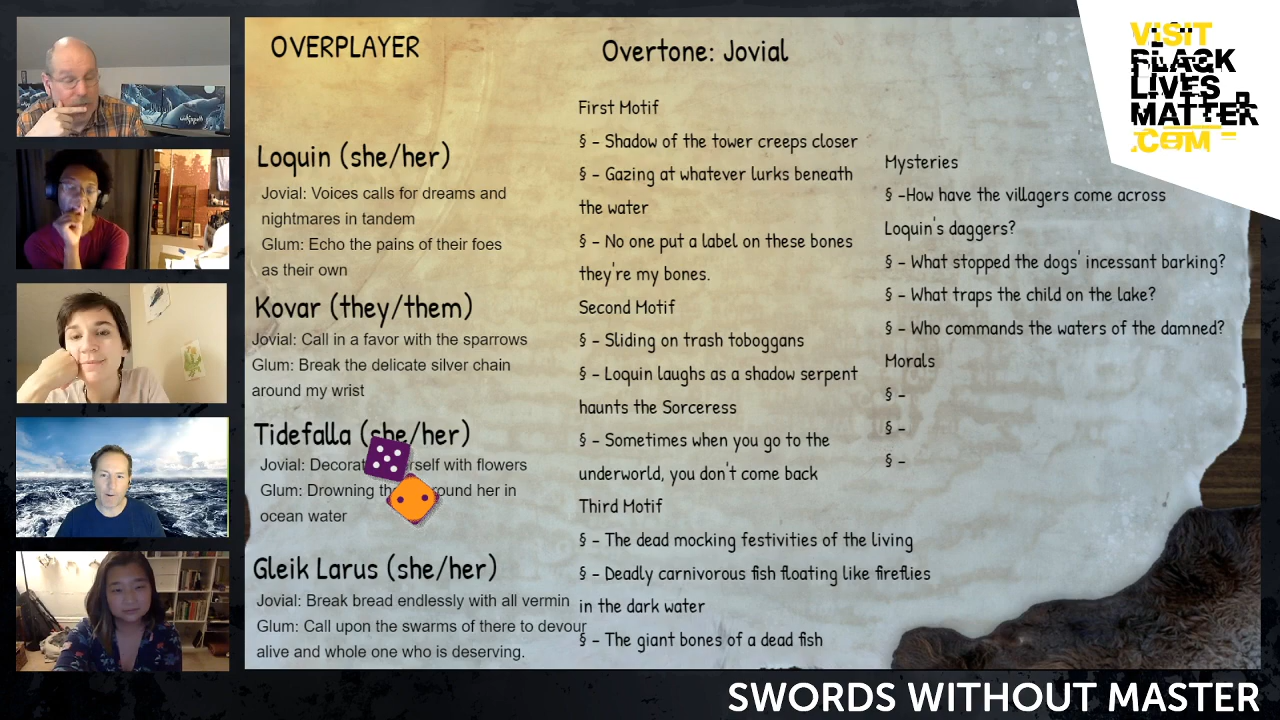 OVERPLAYER
Loquin (she/her)
Jovial: Voices calls for dreams and
nightmares in tandem
Glum: Echo the pains of their foes
as their own
Kovar (they/them)
Jovial: Call in a favor with the sparrows
Glum: Break the delicate silver chain
around my wrist
Tidefalla (she/her)
Jovial: with flowers
Glum: Drowning her in
ocean water
Gleik Larus (she/her)
Jovial: Break bread endlessly with all vermin
Glum: Call upon the swarms of there to devour
alive and whole one who is deserving.
Overtone: Jovial
First Motif
§ - Shadow of the tower creeps closer
§ - Gazing at whatever lurks beneath
the water
§ - No one put a label on these bones
they're my bones.
Second Motif
§ - Sliding on trash toboggans
§ - Loquin laughs as a shadow serpent
haunts the Sorceress
§ - Sometimes when you go to the
underworld, you don't come back
Third Motif
§ - The dead mocking festivities of the living
§ - Deadly carnivorous fish floating like fireflies
in the dark water
§ - The giant bones of a dead fish
Mysteries
§ -How have the villagers come across
Loquin's daggers?
§ - What stopped the dogs' incessant barking?
§ - What traps the child on the lake?
§ - Who commands the waters of the damned?
Morals
§ -
§ -
§ -
VISIT
BLACK
LIVES
MATTER
.COM
SWORDS WITHOUT MASTER